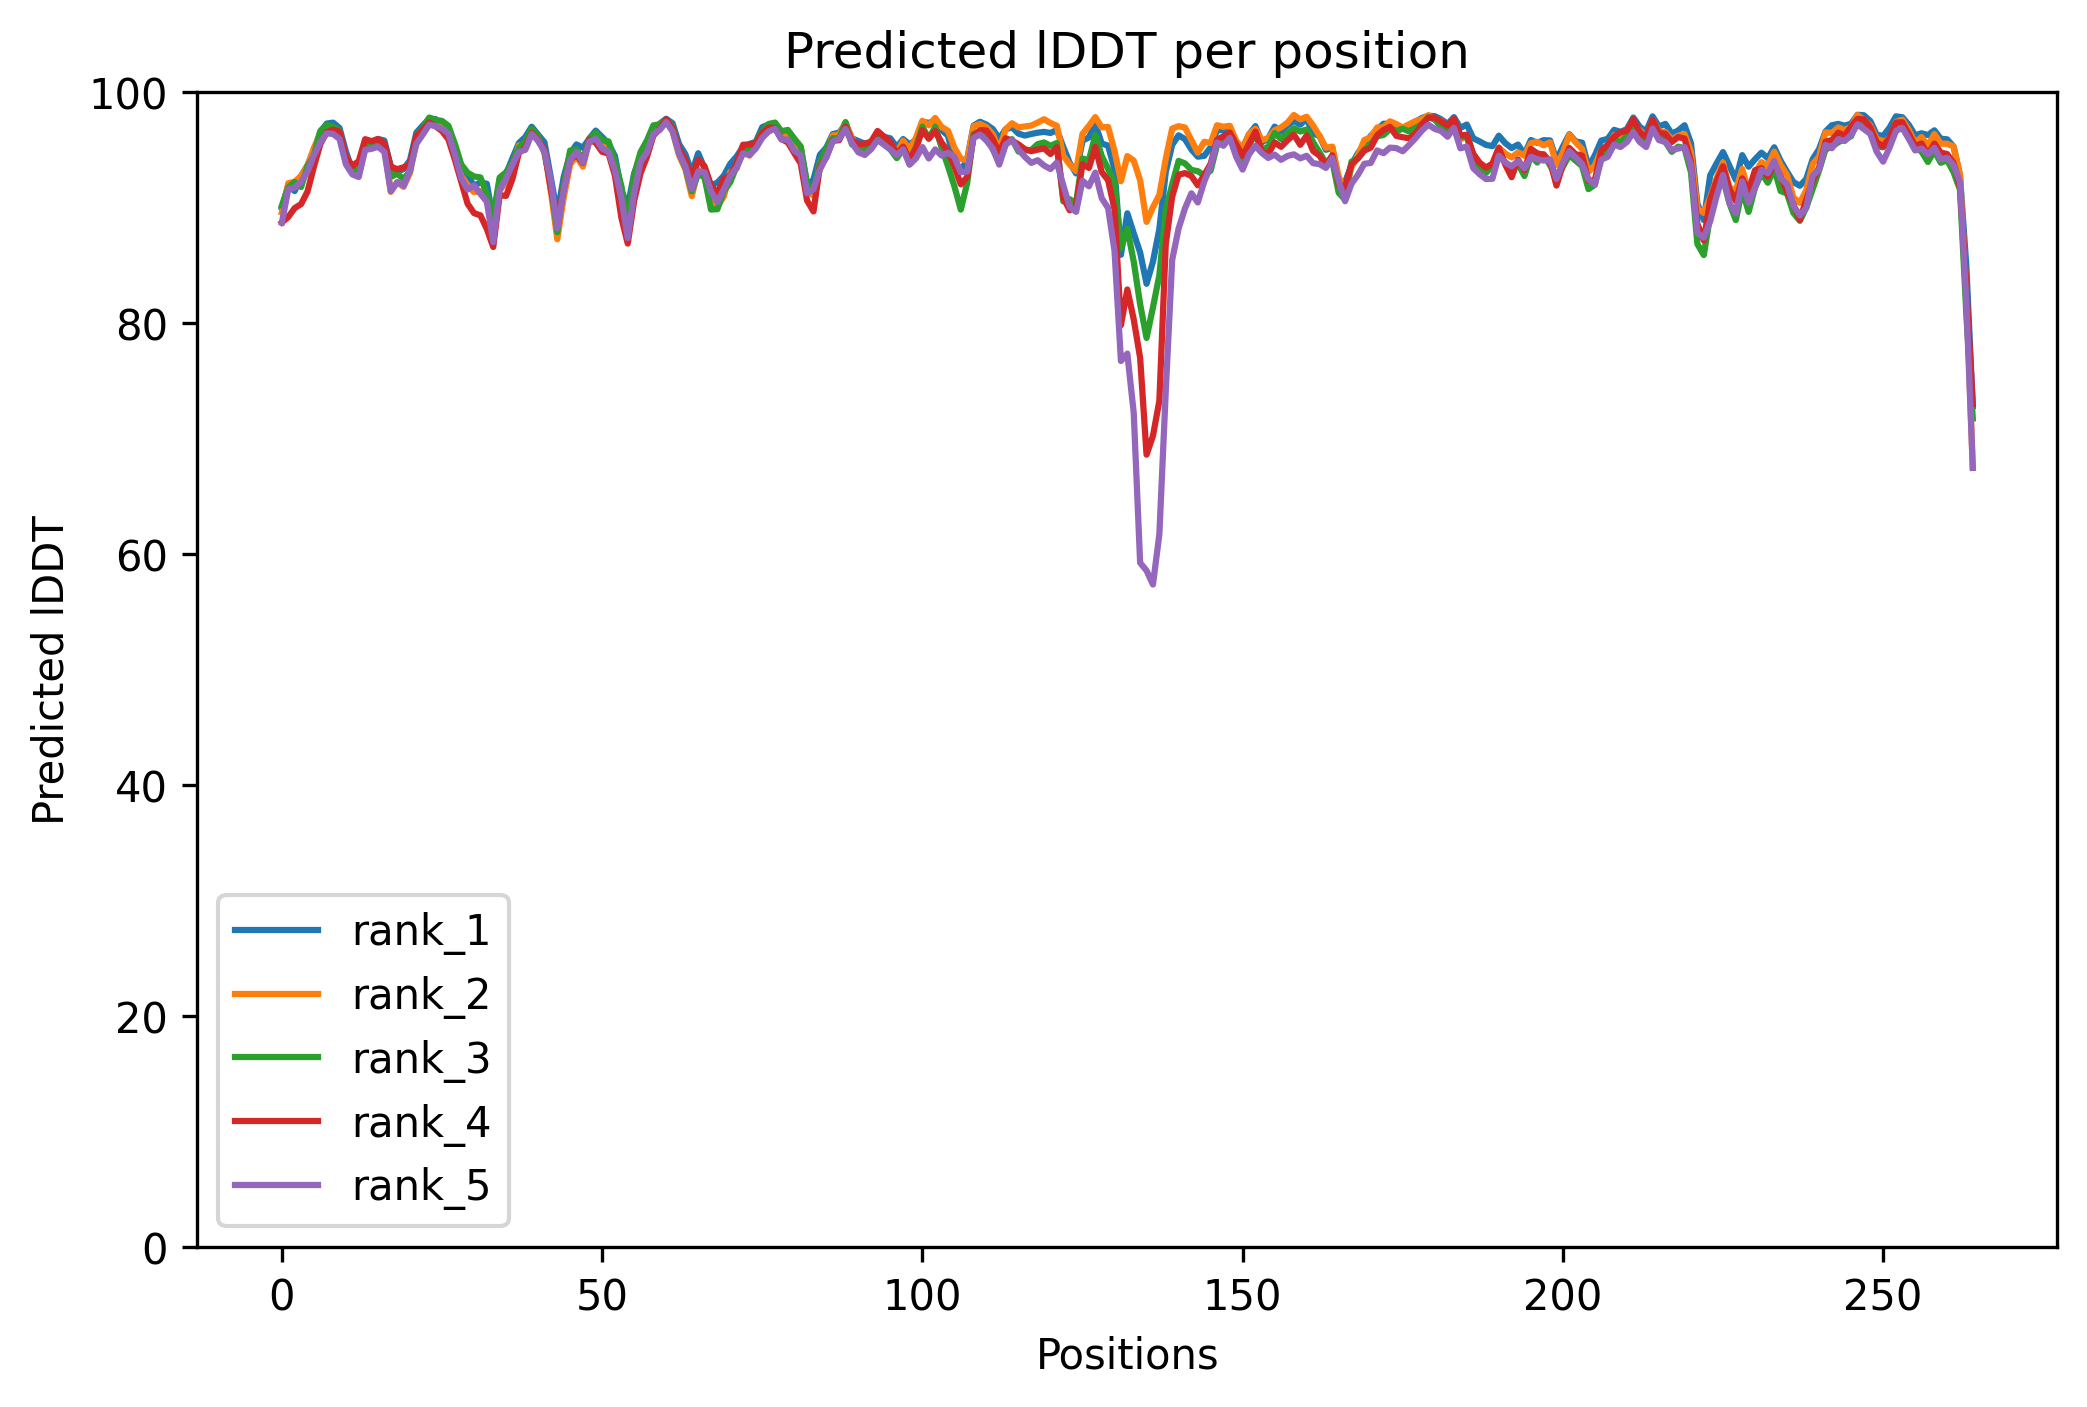 Predicted lDDT per position
100
80
60
40
20
0
Predicted lDDT
rank_1
rank_2
rank_3
rank_4
rank_5
0 50 100 150 200 250
Positions